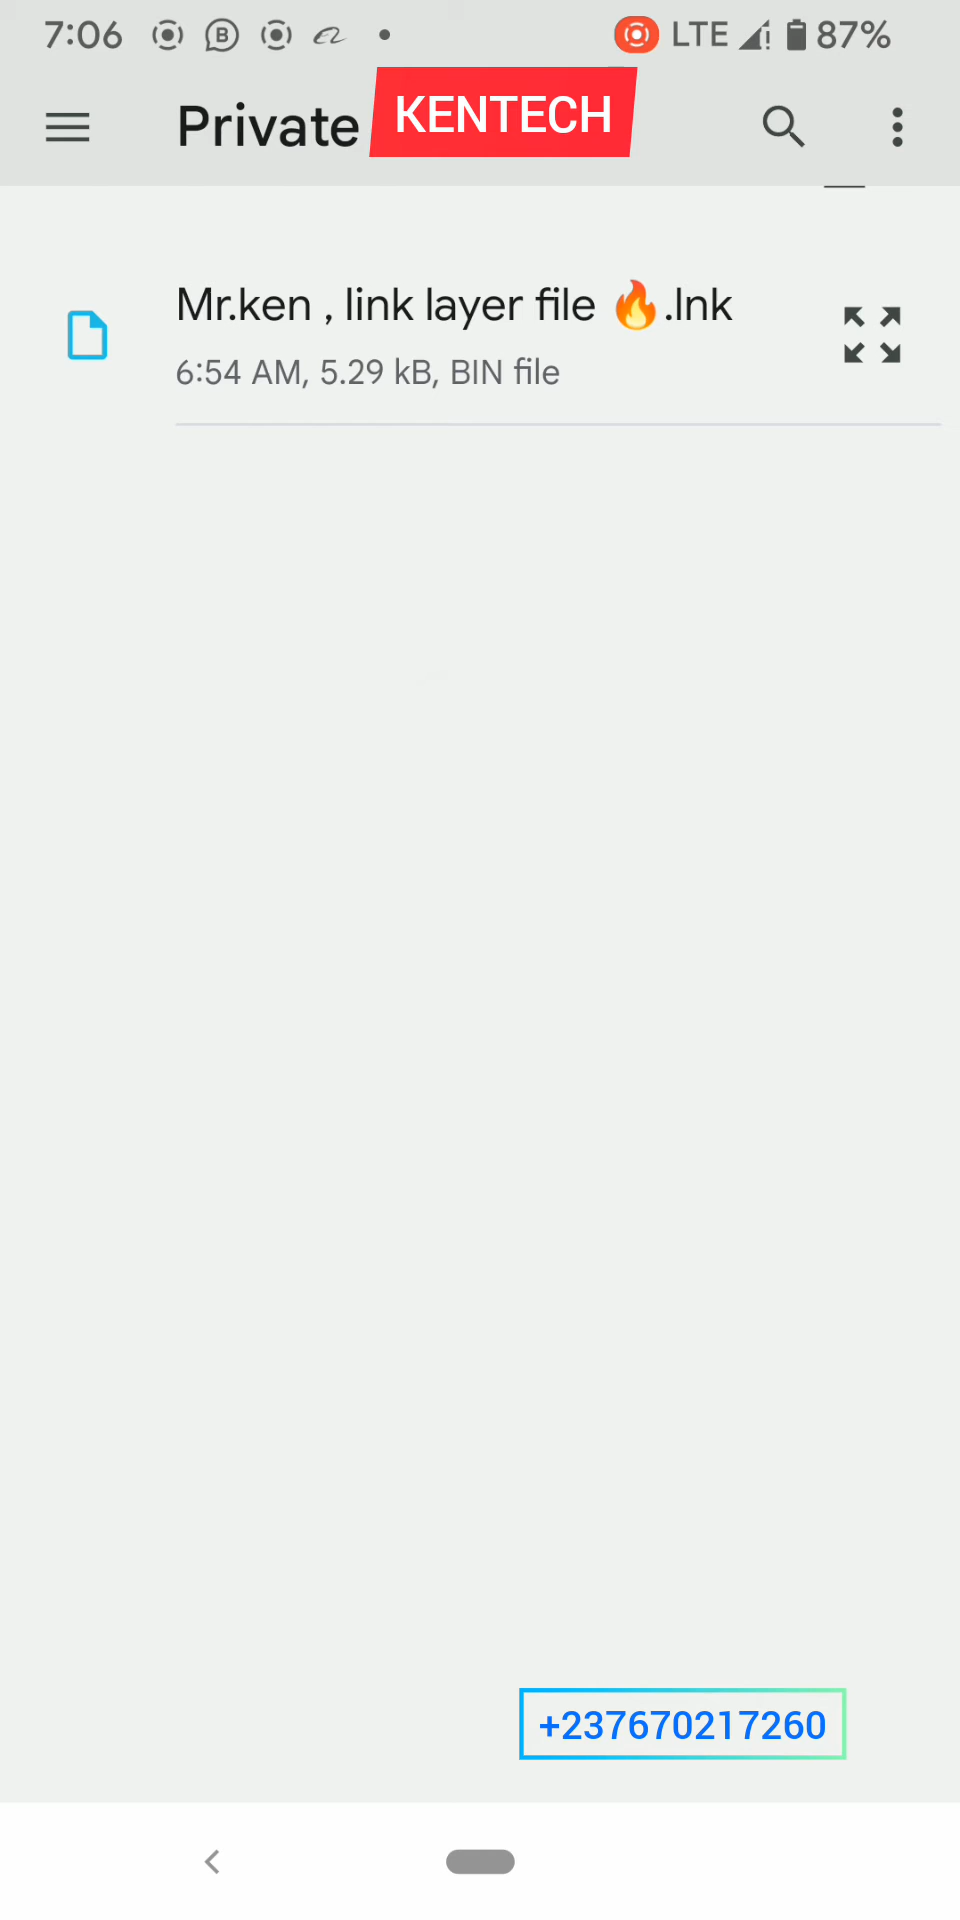 7:06 LTE 87%
Private KENTECH
Mr.ken , link layer file 🔥.lnk
6:54 AM, 5.29 kB, BIN file
+237670217260